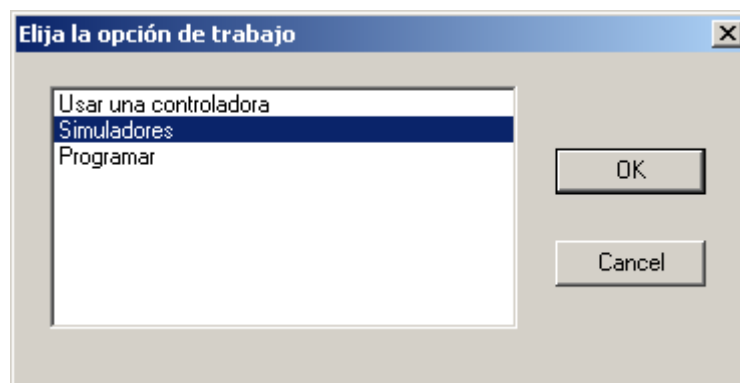 Elija la opción de trabajo
Usar una controladora
Simuladores
Programar
OK
Cancel